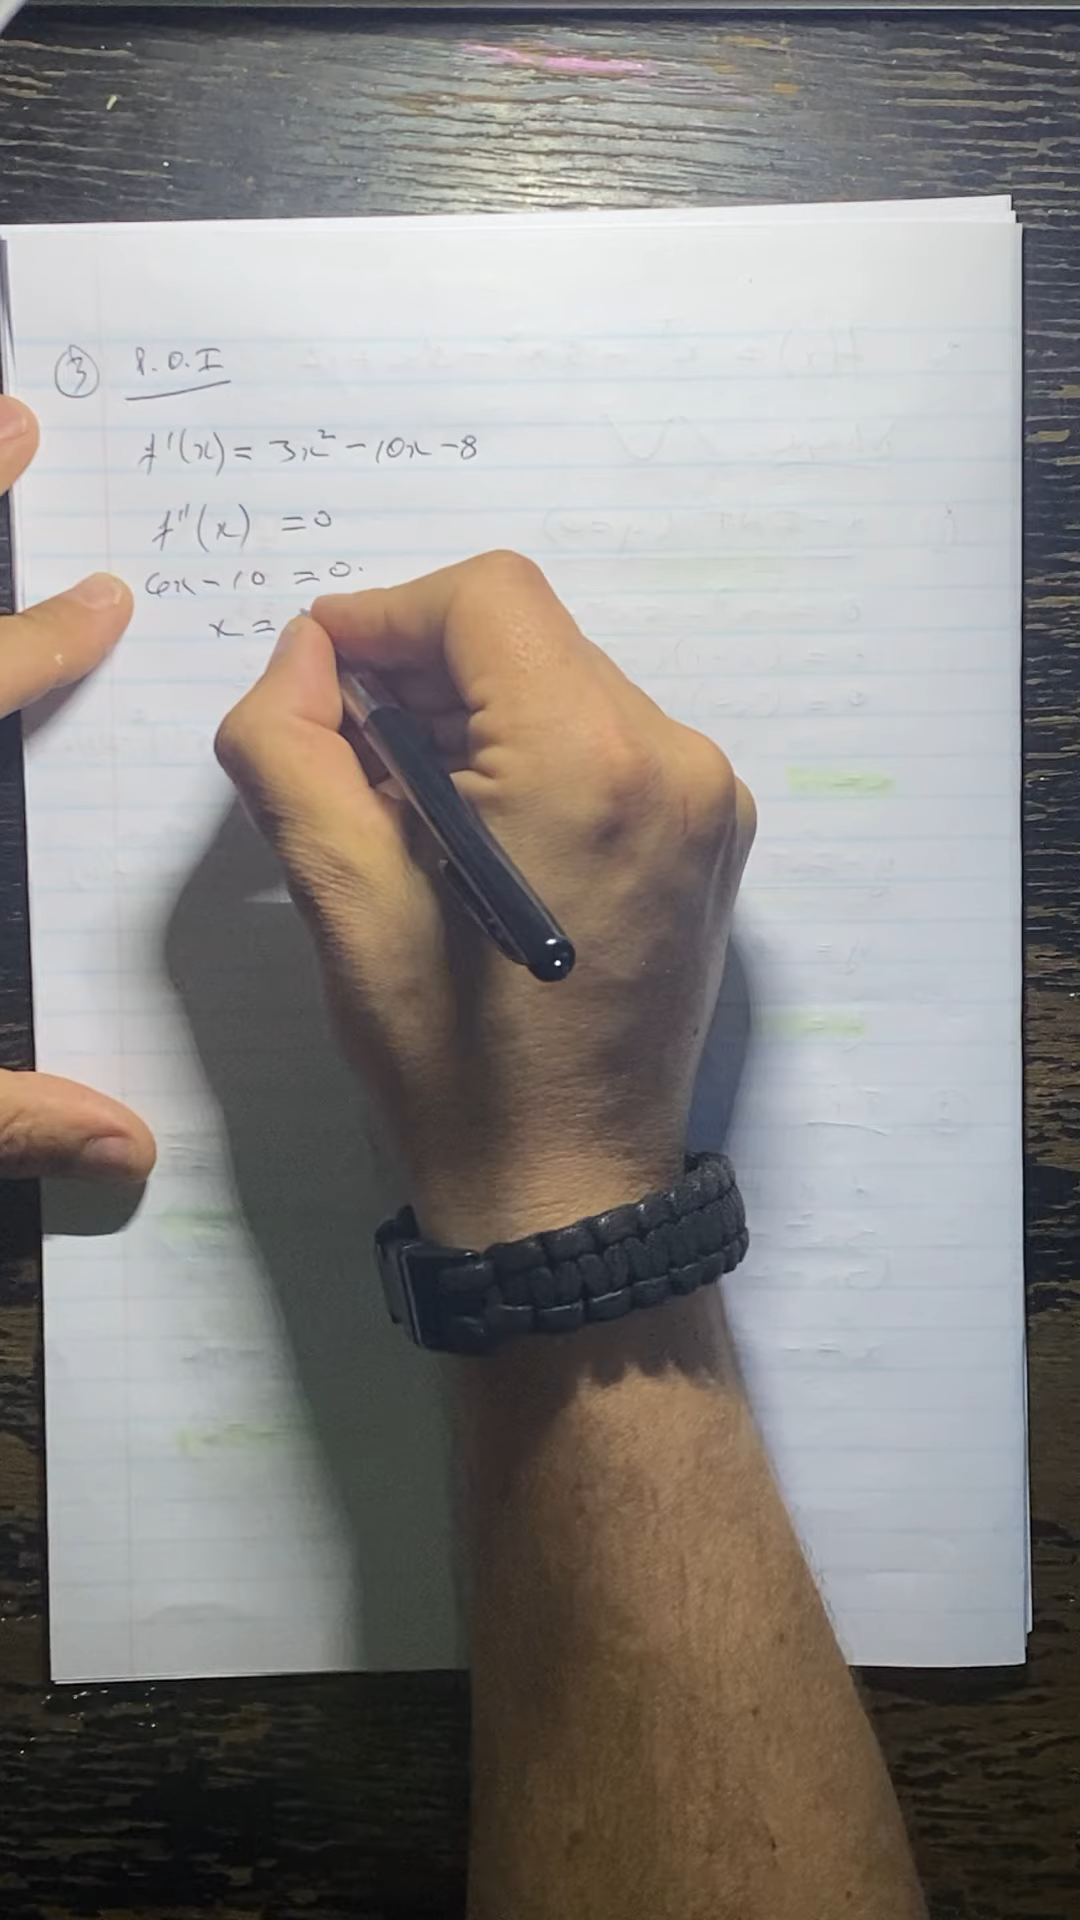 ③ P.O.I
f'(x) = 3x² - 10x - 8
f"(x) = 0
6x - 10 = 0.
x =